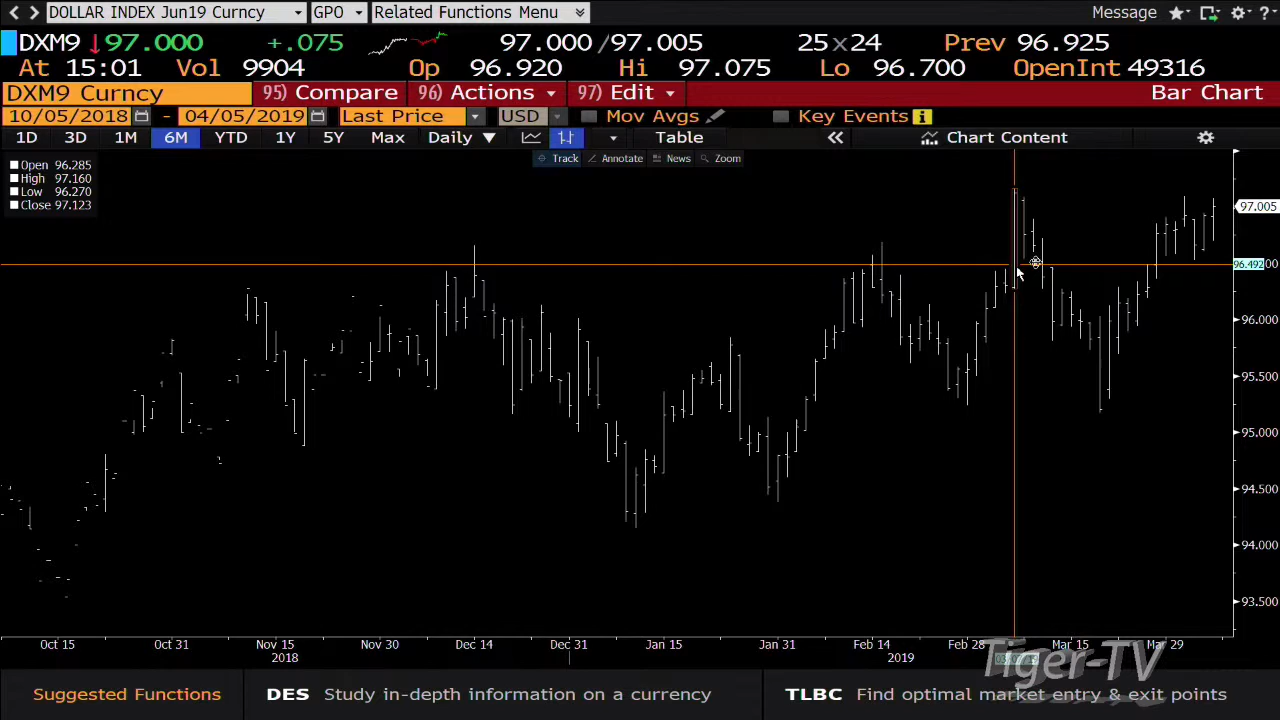 DOLLAR INDEX Jun19 Curncy GPO Related Functions Menu Message
DXM9 97.000 +.075 97.000 /97.005 25x24 Prev 96.925
At 15:01 Vol 9904 Op 96.920 Hi 97.075 Lo 96.700 OpenInt 49316
DXM9 Curncy 95) Compare 96) Actions 97) Edit Bar Chart
10/05/2018 - 04/05/2019 Last Price USD Mov Avgs Key Events
1D 3D 1M 6M YTD 1Y 5Y Max Daily Table Chart Content
Track Annotate News Zoom
Open 96.285
High 97.160
Low 96.270
Close 97.123
97.005
96.492
96.000
95.500
95.000
94.500
94.000
93.500
Oct 15 Oct 31 Nov 15 Nov 30 Dec 14 Dec 31 Jan 15 Jan 31 Feb 14 Feb 28 Mar 15 Mar 29
2018 2019
Tiger-TV
Suggested Functions DES Study in-depth information on a currency TLBC Find optimal market entry & exit points